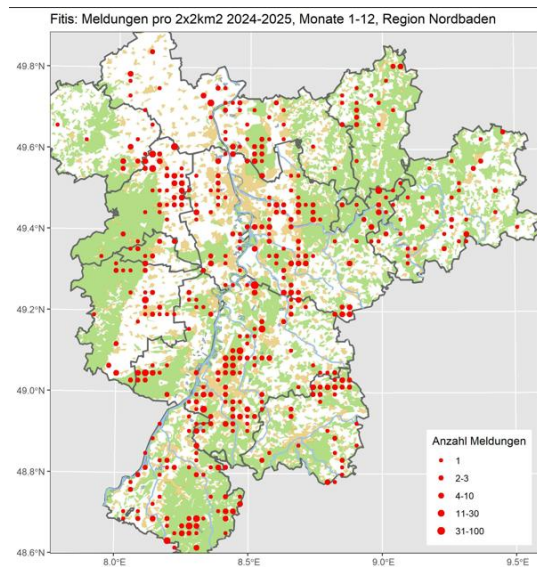 Fitis: Meldungen pro 2x2km2 2024-2025, Monate 1-12, Region Nordbaden
49.8°N
49.6°N
49.4°N
49.2°N
49.0°N
48.8°N
48.6°N
Anzahl Meldungen
1
2-3
4-10
11-30
31-100
8.0°E
8.5°E
9.0°E
9.5°E